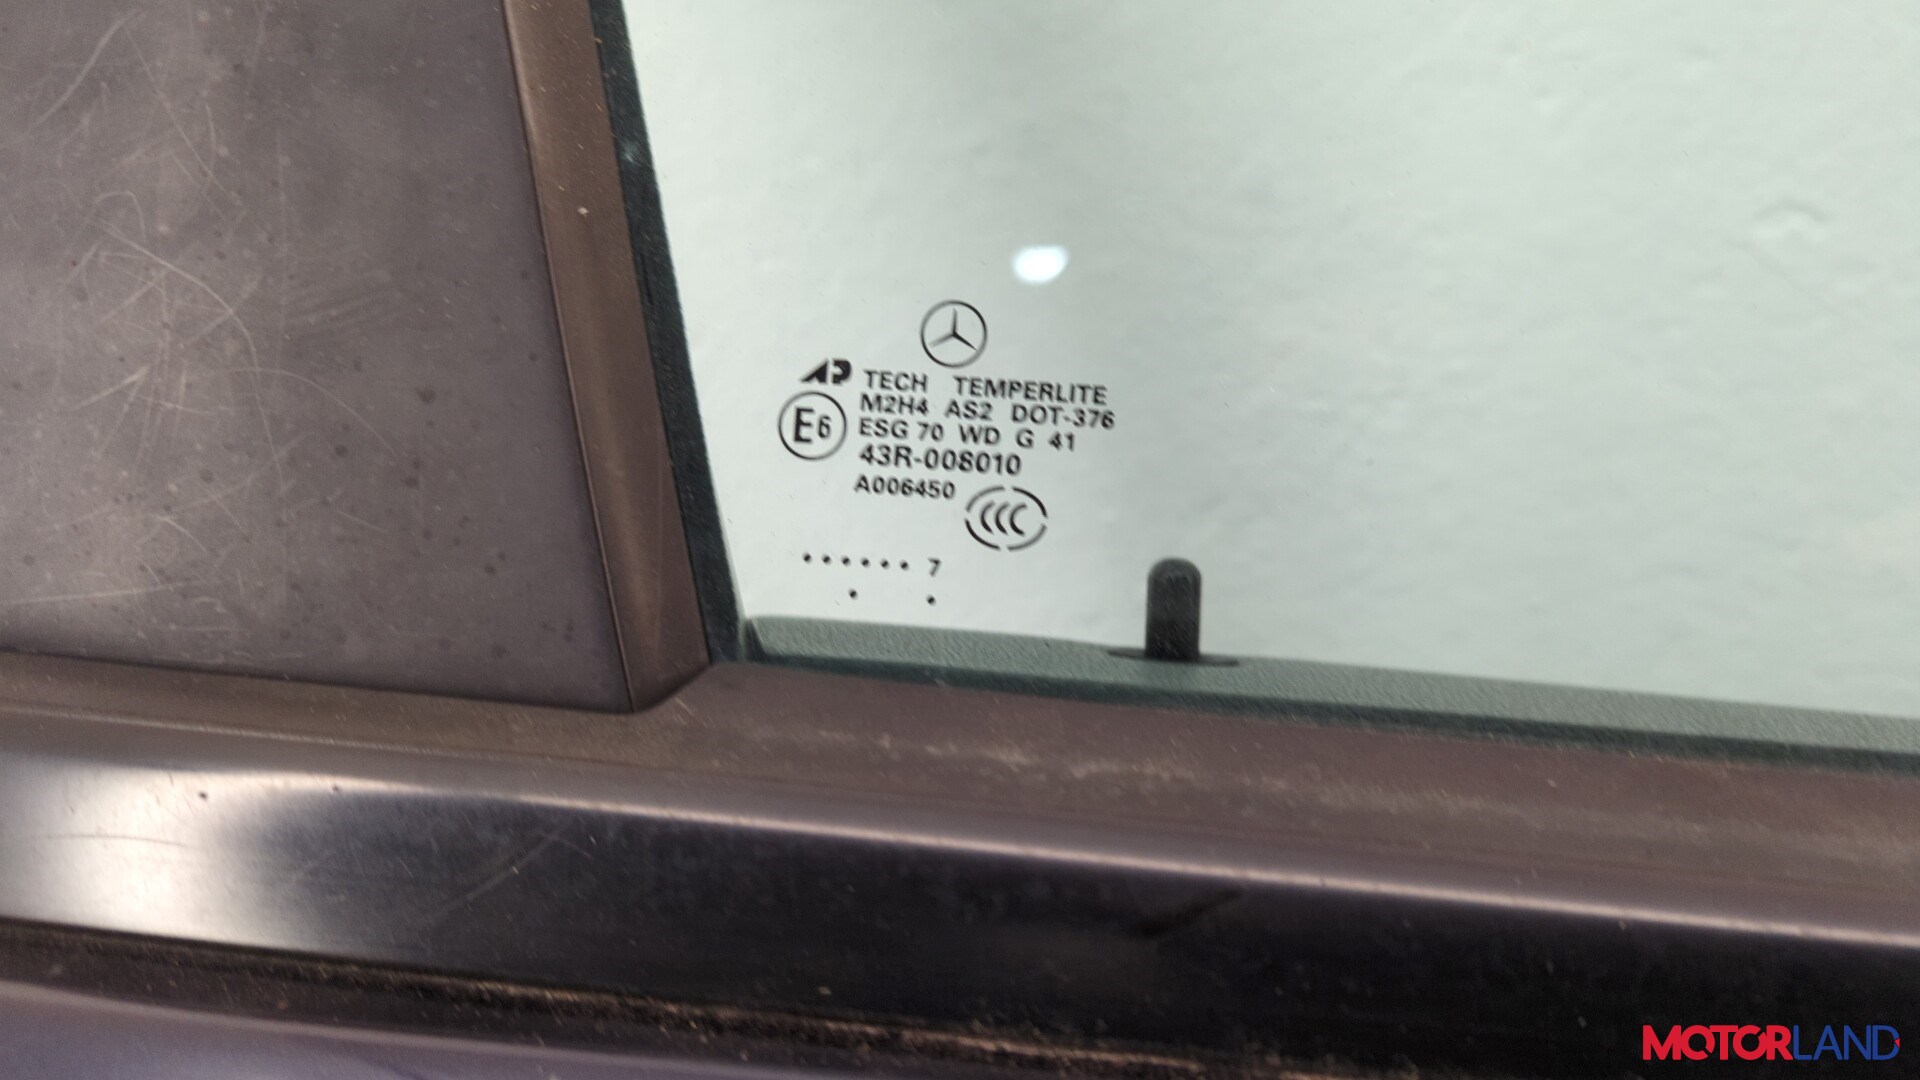 AP TECH TEMPERLITE
M2H4 AS2 DOT-376
E6 ESG 70 WD G 41
43R-008010
A006450 CCC
...... 7
. .
MOTORLAND